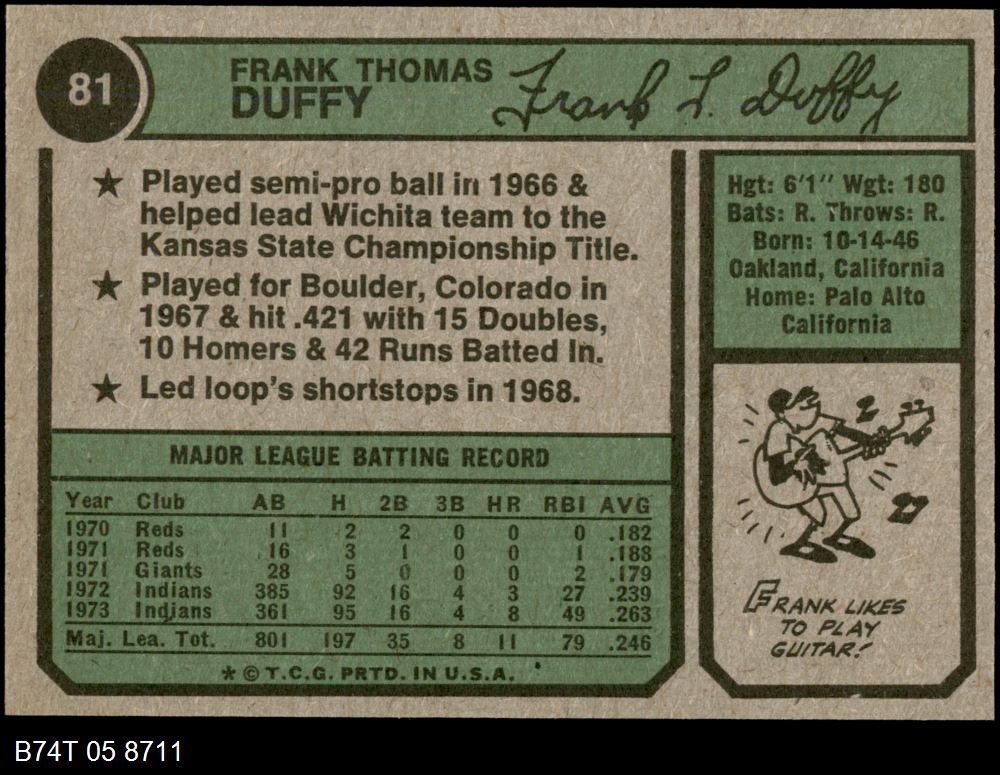 81
FRANK THOMAS
DUFFY
Frank T. Duffy
★ Played semi-pro ball in 1966 &
helped lead Wichita team to the
Kansas State Championship Title.
★ Played for Boulder, Colorado in
1967 & hit .421 with 15 Doubles,
10 Homers & 42 Runs Batted In.
★ Led loop's shortstops in 1968.
MAJOR LEAGUE BATTING RECORD
Year Club AB H 2B 3B HR RBI AVG
1970 Reds 11 2 2 0 0 0 .182
1971 Reds 16 3 1 0 0 1 .188
1971 Giants 28 5 0 0 0 2 .179
1972 Indians 385 92 16 4 3 27 .239
1973 Indians 361 95 16 4 8 49 .263
Maj. Lea. Tot. 801 197 35 8 11 79 .246
* © T.C.G. PRTD. IN U.S.A.
Hgt: 6'1" Wgt: 180
Bats: R. Throws: R.
Born: 10-14-46
Oakland, California
Home: Palo Alto
California
FRANK LIKES
TO PLAY
GUITAR!
B74T 05 8711